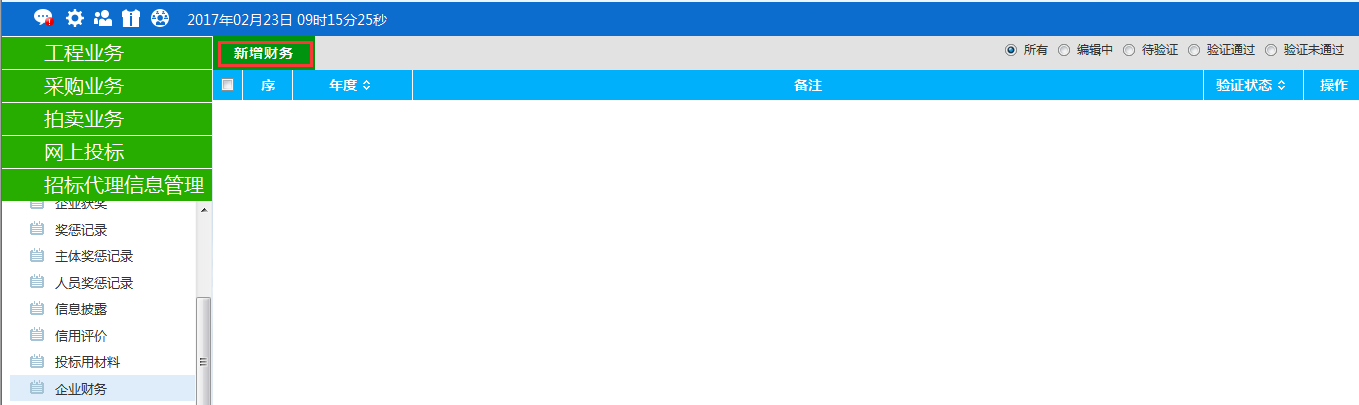 2017年02月23日 09时15分25秒
工程业务
采购业务
拍卖业务
网上投标
招标代理信息管理
企业获奖
奖惩记录
主体奖惩记录
人员奖惩记录
信息披露
信用评价
投标用材料
企业财务
新增财务
所有 编辑中 待验证 验证通过 验证未通过
序 年度 备注 验证状态 操作